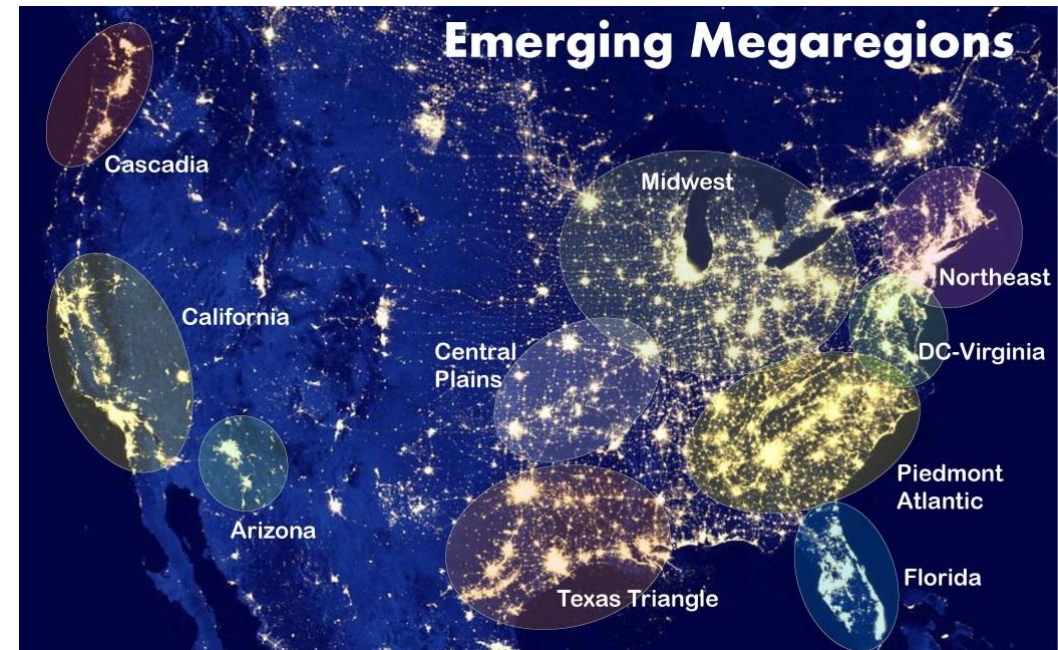 Emerging Megaregions
Cascadia
Midwest
Northeast
California
Central
Plains
DC-Virginia
Piedmont
Atlantic
Arizona
Florida
Texas Triangle